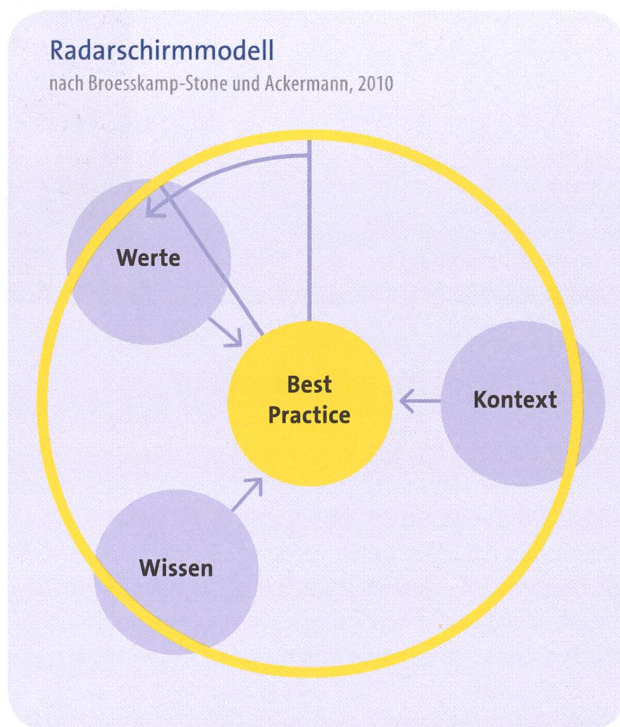 Radarschirmmodell
nach Broesskamp-Stone und Ackermann, 2010
Werte
Best
Practice
Kontext
Wissen